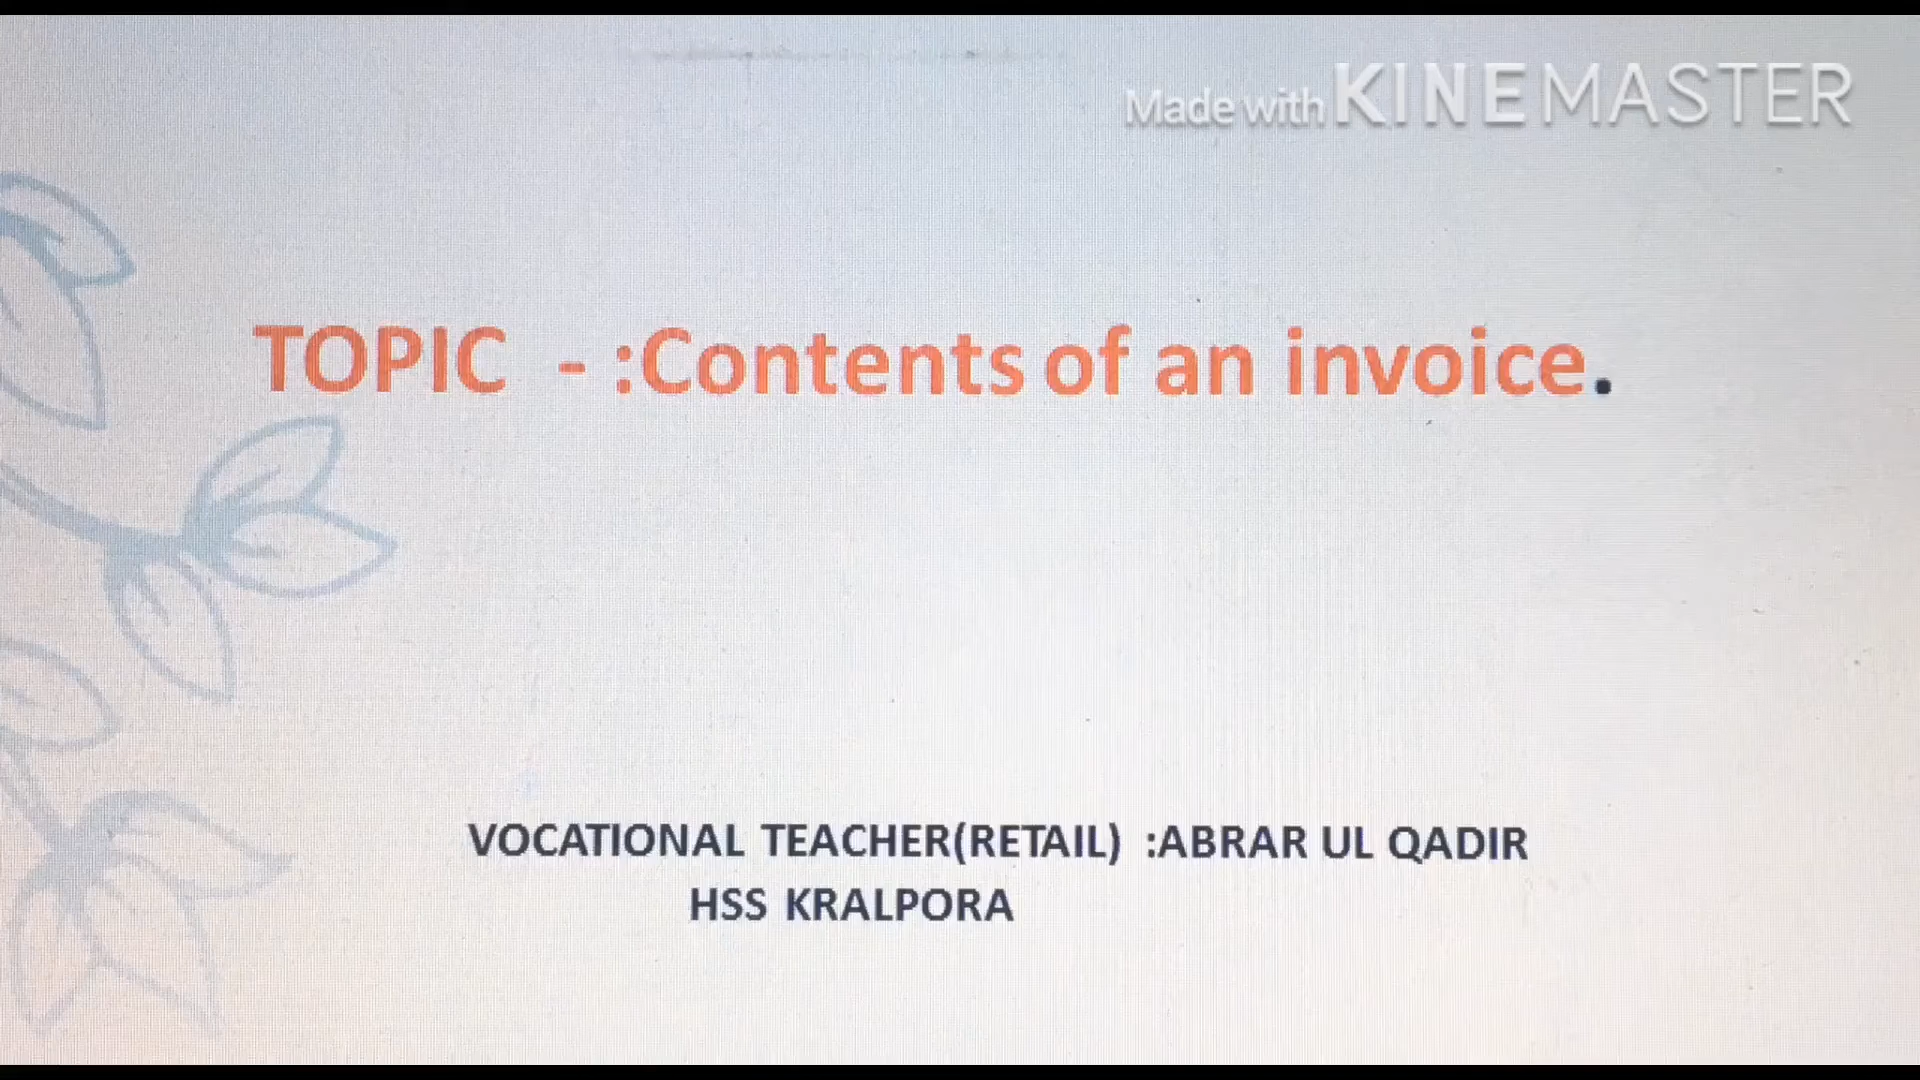 Made with KINEMASTER
TOPIC - :Contents of an invoice.
VOCATIONAL TEACHER(RETAIL) :ABRAR UL QADIR
HSS KRALPORA